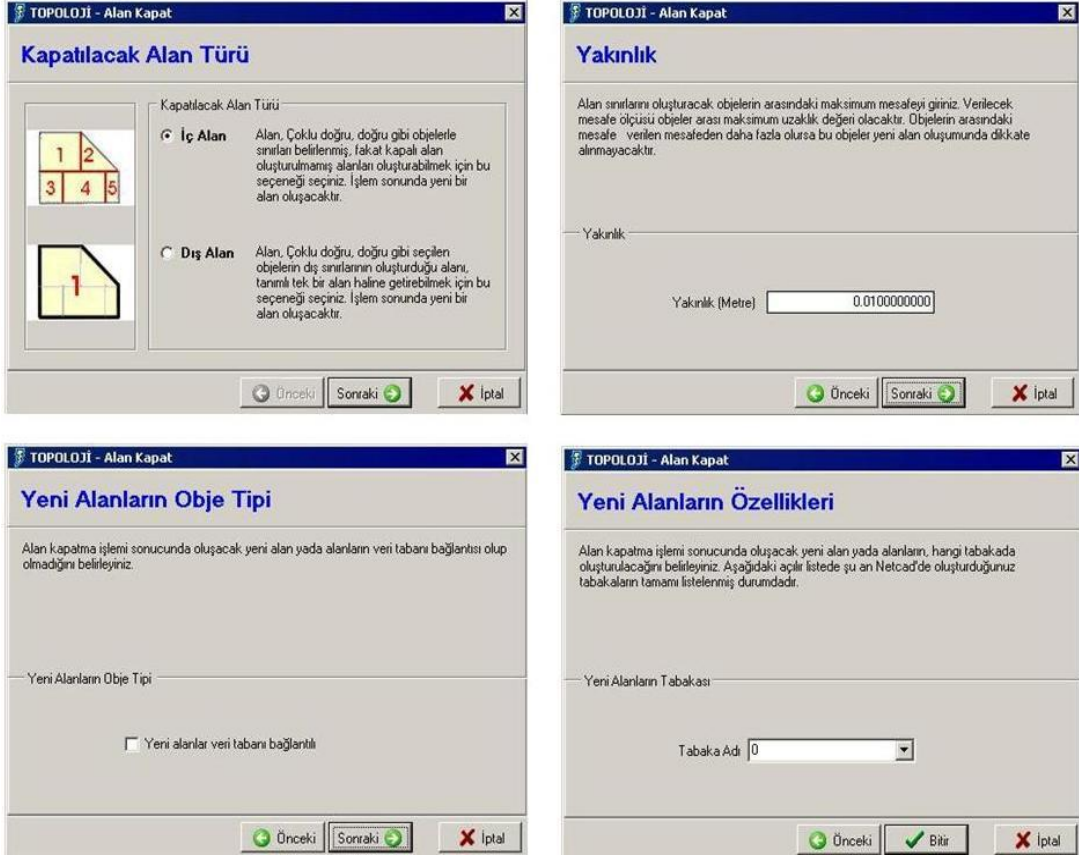 TOPOLOJİ - Alan Kapat
Kapatılacak Alan Türü
Kapatılacak Alan Türü
1 2
3 4 5
İç Alan
Alan, Çoklu doğru, doğru gibi objelerle
sınırları belirlenmiş, fakat kapalı alan
oluşturulmamış alanları oluşturabilmek için bu
seçeneği seçiniz. İşlem sonunda yeni bir
alan oluşacaktır.
1
Dış Alan
Alan, Çoklu doğru, doğru gibi seçilen
objelerin dış sınırlarının oluşturduğu alanı,
tanımlı tek bir alan haline getirebilmek için bu
seçeneği seçiniz. İşlem sonunda yeni bir
alan oluşacaktır.
Önceki Sonraki İptal
TOPOLOJİ - Alan Kapat
Yakınlık
Alan sınırlarını oluşturacak objelerin arasındaki maksimum mesafeyi giriniz. Verilecek
mesafe ölçüsü objeler arası maksimum uzaklık değeri olacaktır. Objelerin arasındaki
mesafe verilen mesafeden daha fazla olursa bu objeler yeni alan oluşumunda dikkate
alınmayacaktır.
Yakınlık
Yakınlık (Metre) 0.0100000000
Önceki Sonraki İptal
TOPOLOJİ - Alan Kapat
Yeni Alanların Obje Tipi
Alan kapatma işlemi sonucunda oluşacak yeni alan yada alanların veri tabanı bağlantısı olup
olmadığını belirleyiniz.
Yeni Alanların Obje Tipi
Yeni alanlar veri tabanı bağlantılı
Önceki Sonraki İptal
TOPOLOJİ - Alan Kapat
Yeni Alanların Özellikleri
Alan kapatma işlemi sonucunda oluşacak yeni alan yada alanların, hangi tabakada
oluşturulacağını belirleyiniz. Aşağıdaki açılır listede şu an Netcad'de oluşturduğunuz
tabakaların tamamı listelenmiş durumdadır.
Yeni Alanların Tabakası
Tabaka Adı 0
Önceki Bitir İptal